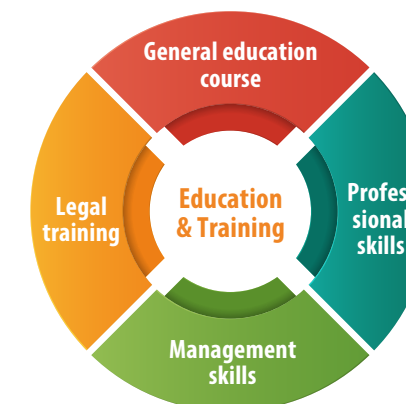 General education
course
Legal
training
Education
& Training
Profes-
sional
skills
Management
skills